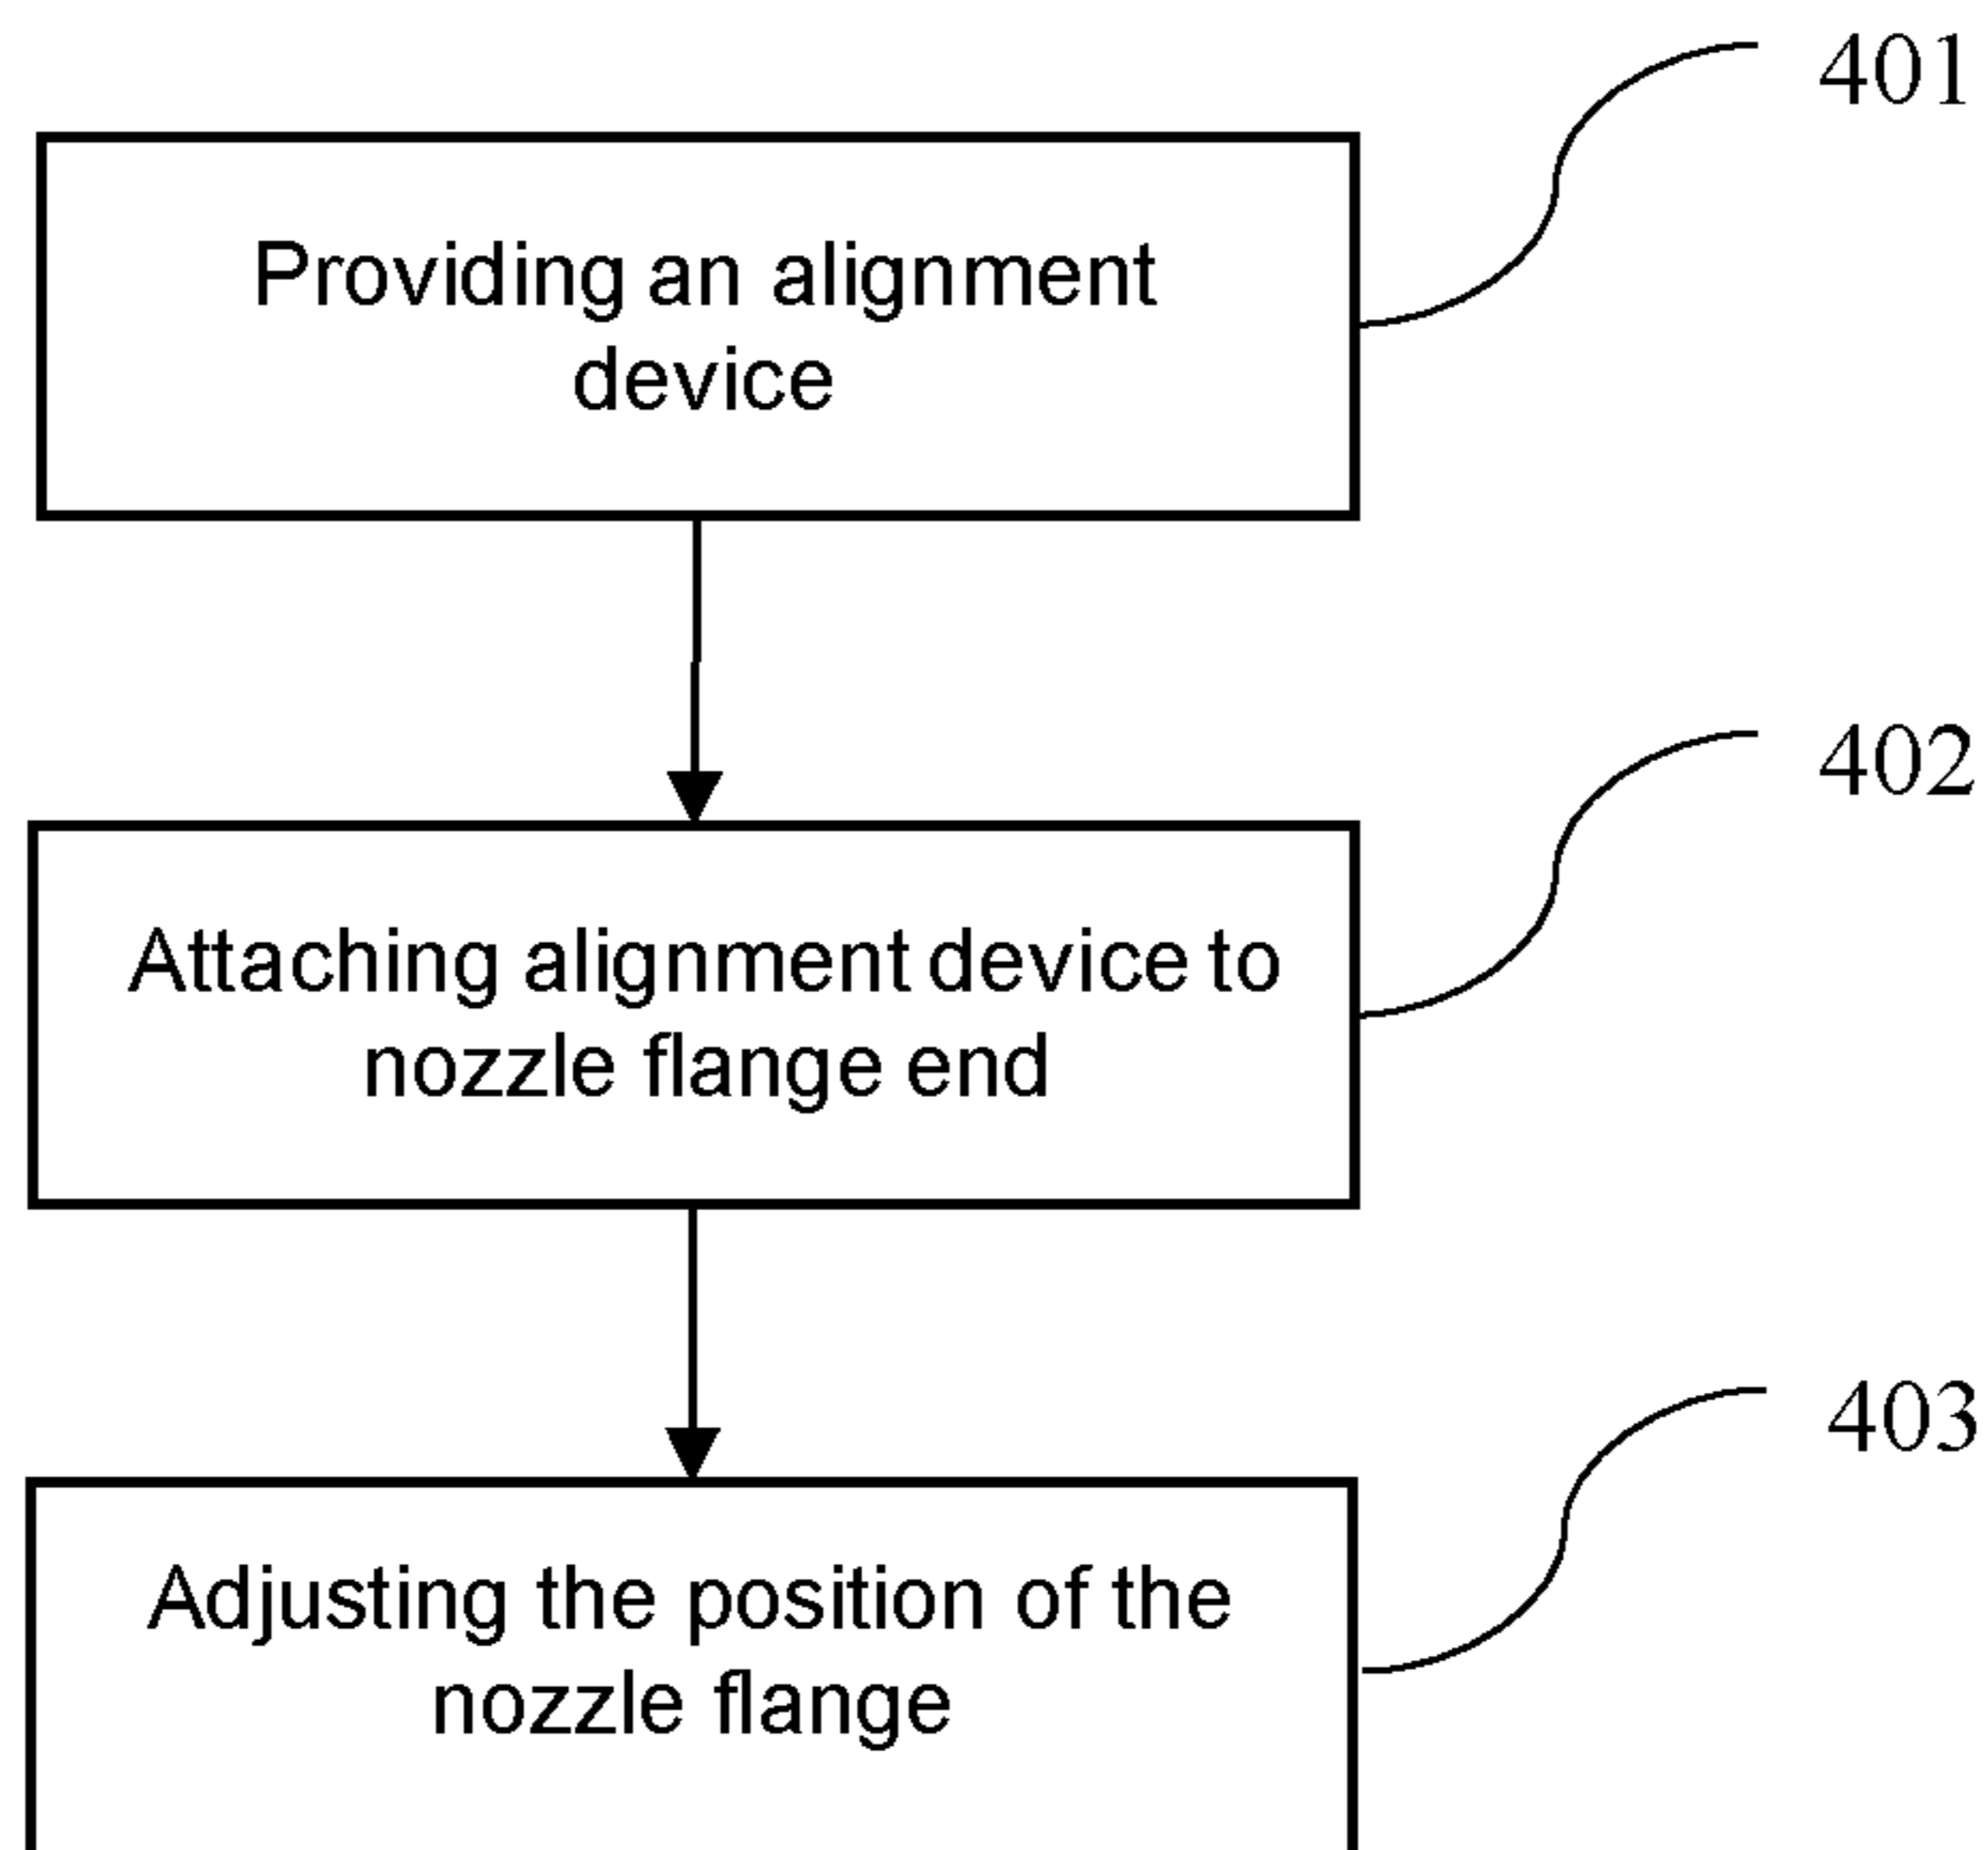 401
Providing an alignment
device
402
Attaching alignment device to
nozzle flange end
403
Adjusting the position of the
nozzle flange